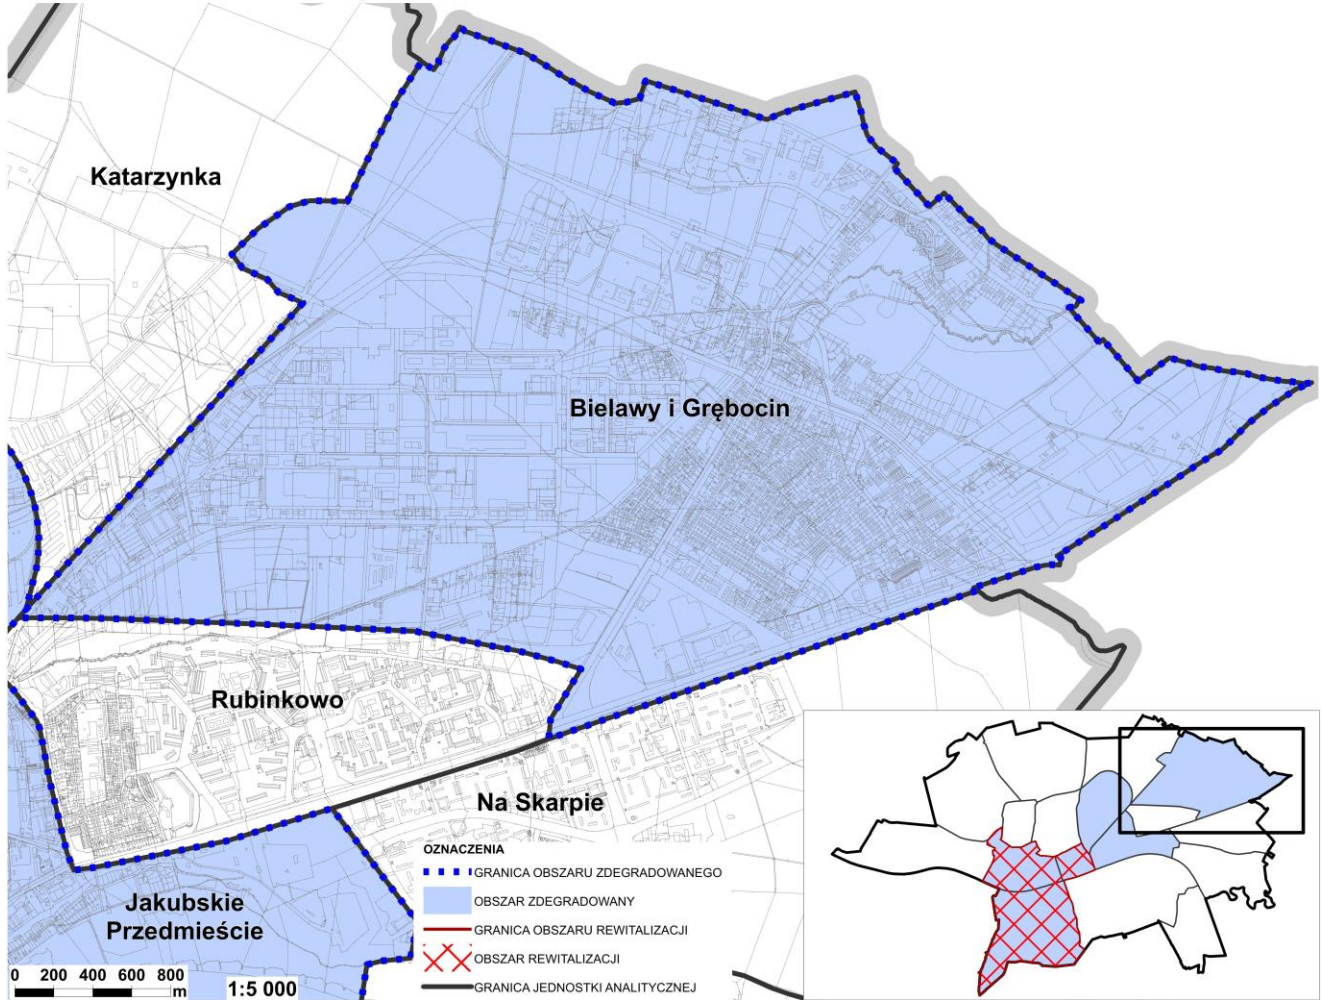 Katarzynka
Bielawy i Grębocin
Rubinkowo
Na Skarpie
Jakubskie
Przedmieście
OZNACZENIA
GRANICA OBSZARU ZDEGRADOWANEGO
OBSZAR ZDEGRADOWANY
GRANICA OBSZARU REWITALIZACJI
OBSZAR REWITALIZACJI
GRANICA JEDNOSTKI ANALITYCZNEJ
0 200 400 600 800
m
1:5 000